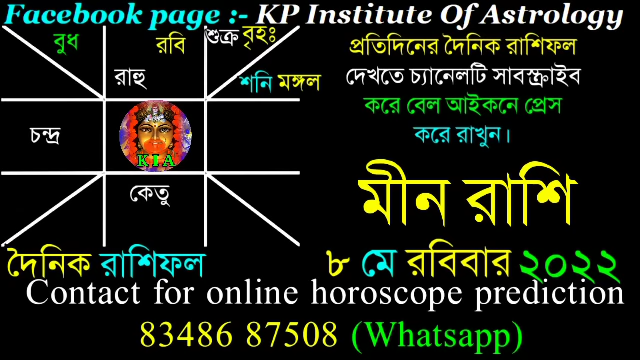 Facebook page :- KP Institute Of Astrology
বুধ
রবি
শুক্র বৃহঃ
রাহু
শনি মঙ্গল
চন্দ্র
KIA
কেতু
দৈনিক রাশিফল
প্রতিদিনের দৈনিক রাশিফল
দেখতে চ্যানেলটি সাবস্ক্রাইব
করে বেল আইকনে প্রেস
করে রাখুন।
মীন রাশি
৮ মে রবিবার ২০২২
Contact for online horoscope prediction
83486 87508 (Whatsapp)